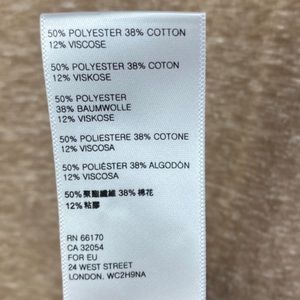 50% POLYESTER 38% COTTON
12% VISCOSE
50% POLYESTER 38% COTON
12% VISKOSE
50% POLYESTER
38% BAUMWOLLE
12% VISKOSE
50% POLIESTERE 38% COTONE
12% VISCOSA
50% POLIÉSTER 38% ALGODÓN
12% VISCOSA
50% 聚酯纖維 38% 棉花
12% 粘膠
RN 66170
CA 32054
FOR EU
24 WEST STREET
LONDON. WC2H9NA